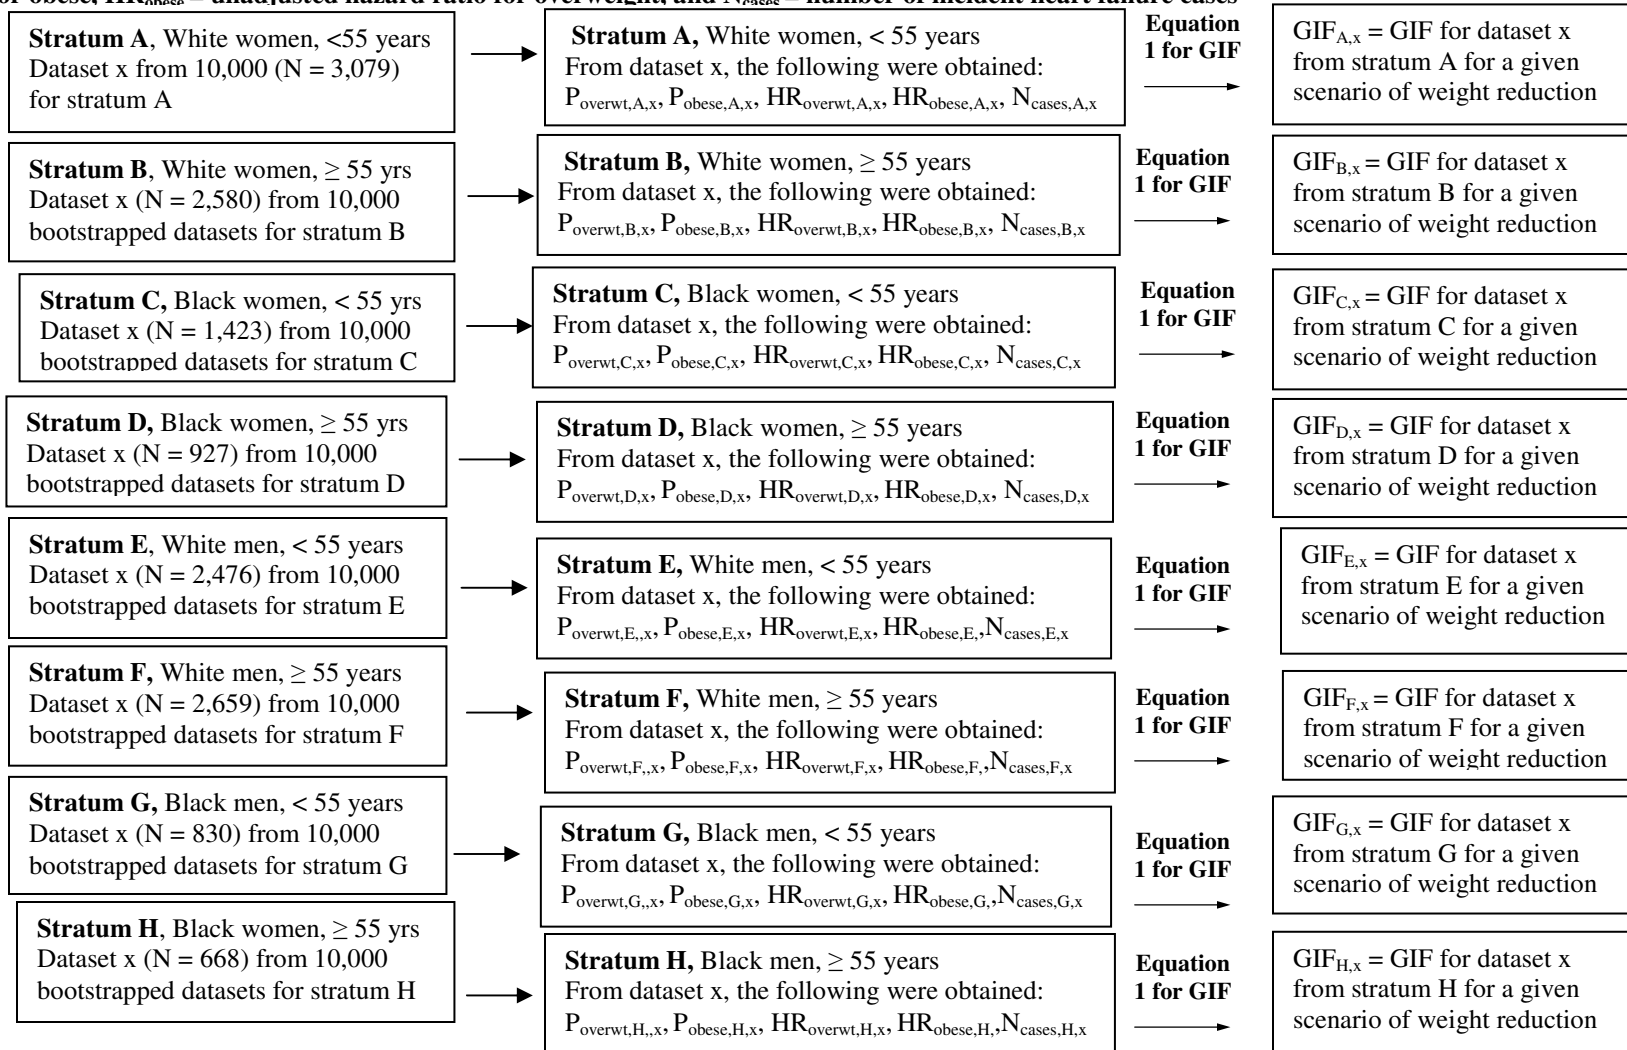 or obese, HRobese = unadjusted hazard ratio for overweight, and Ncases = number of incident heart failure cases
Stratum A, White women, <55 years
Dataset x from 10,000 (N = 3,079)
for stratum A
Stratum A, White women, < 55 years
From dataset x, the following were obtained:
Poverwt,A,x, Pobese,A,x, HRoverwt,A,x, HRobese,A,x, Ncases,A,x
Equation
1 for GIF
GIFA,x = GIF for dataset x
from stratum A for a given
scenario of weight reduction
Stratum B, White women, ≥ 55 yrs
Dataset x (N = 2,580) from 10,000
bootstrapped datasets for stratum B
Stratum B, White women, ≥ 55 years
From dataset x, the following were obtained:
Poverwt,B,x, Pobese,B,x, HRoverwt,B,x, HRobese,B,x, Ncases,B,x
Equation
1 for GIF
GIFB,x = GIF for dataset x
from stratum B for a given
scenario of weight reduction
Stratum C, Black women, < 55 yrs
Dataset x (N = 1,423) from 10,000
bootstrapped datasets for stratum C
Stratum C, Black women, < 55 years
From dataset x, the following were obtained:
Poverwt,C,x, Pobese,C,x, HRoverwt,C,x, HRobese,C,x, Ncases,C,x
Equation
1 for GIF
GIFC,x = GIF for dataset x
from stratum C for a given
scenario of weight reduction
Stratum D, Black women, ≥ 55 yrs
Dataset x (N = 927) from 10,000
bootstrapped datasets for stratum D
Stratum D, Black women, ≥ 55 years
From dataset x, the following were obtained:
Poverwt,D,x, Pobese,D,x, HRoverwt,D,x, HRobese,D,x, Ncases,D,x
Equation
1 for GIF
GIFD,x = GIF for dataset x
from stratum D for a given
scenario of weight reduction
Stratum E, White men, < 55 years
Dataset x (N = 2,476) from 10,000
bootstrapped datasets for stratum E
Stratum E, White men, < 55 years
From dataset x, the following were obtained:
Poverwt,E,,x, Pobese,E,x, HRoverwt,E,x, HRobese,E,,Ncases,E,x
Equation
1 for GIF
GIFE,x = GIF for dataset x
from stratum E for a given
scenario of weight reduction
Stratum F, White men, ≥ 55 years
Dataset x (N = 2,659) from 10,000
bootstrapped datasets for stratum F
Stratum F, White men, ≥ 55 years
From dataset x, the following were obtained:
Poverwt,F,,x, Pobese,F,x, HRoverwt,F,x, HRobese,F,,Ncases,F,x
Equation
1 for GIF
GIFF,x = GIF for dataset x
from stratum F for a given
scenario of weight reduction
Stratum G, Black men, < 55 years
Dataset x (N = 830) from 10,000
bootstrapped datasets for stratum G
Stratum G, Black men, < 55 years
From dataset x, the following were obtained:
Poverwt,G,,x, Pobese,G,x, HRoverwt,G,x, HRobese,G,,Ncases,G,x
Equation
1 for GIF
GIFG,x = GIF for dataset x
from stratum G for a given
scenario of weight reduction
Stratum H, Black women, ≥ 55 yrs
Dataset x (N = 668) from 10,000
bootstrapped datasets for stratum H
Stratum H, Black men, ≥ 55 years
From dataset x, the following were obtained:
Poverwt,H,,x, Pobese,H,x, HRoverwt,H,x, HRobese,H,,Ncases,H,x
Equation
1 for GIF
GIFH,x = GIF for dataset x
from stratum H for a given
scenario of weight reduction